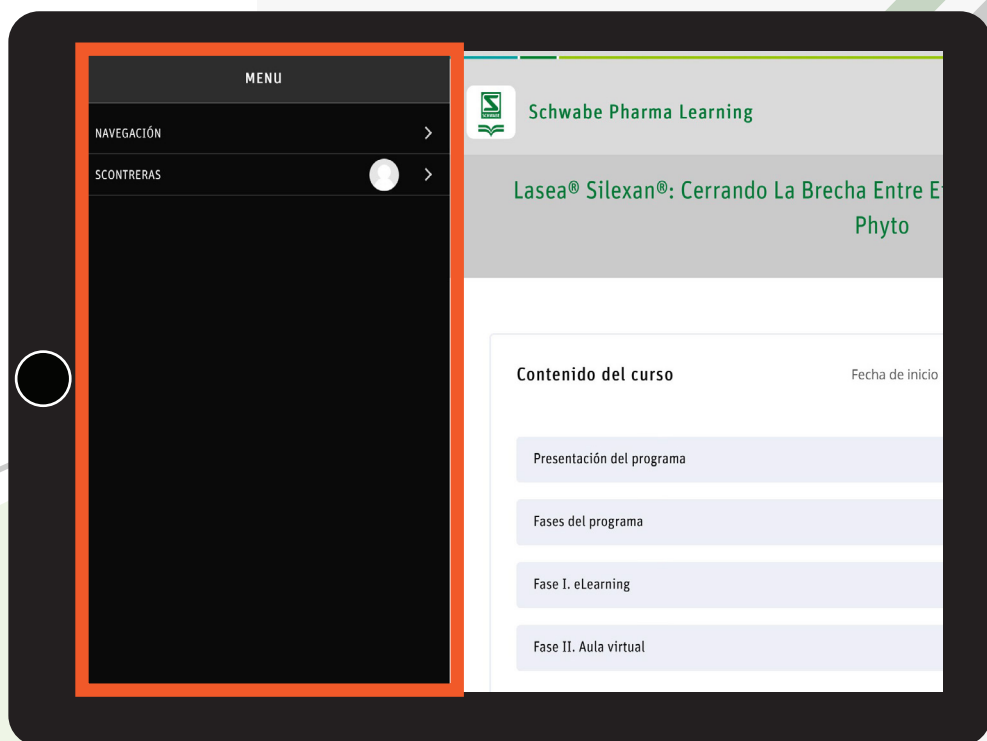 MENU
NAVEGACIÓN
SCONTRERAS
SCHWABE
Schwabe Pharma Learning
Lasea® Silexan®: Cerrando La Brecha Entre
Phyto
Contenido del curso
Fecha de inicio
Presentación del programa
Fases del programa
Fase I. eLearning
Fase II. Aula virtual